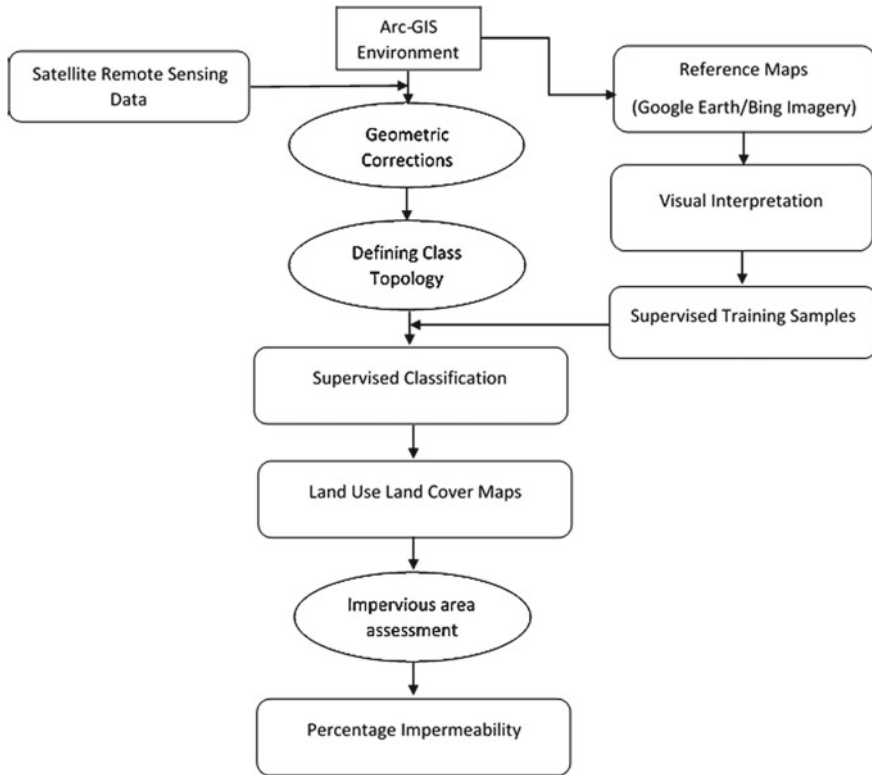 Arc-GIS
Environment
Satellite Remote Sensing
Data
Reference Maps
(Google Earth/Bing Imagery)
Geometric
Corrections
Visual Interpretation
Defining Class
Topology
Supervised Training Samples
Supervised Classification
Land Use Land Cover Maps
Impervious area
assessment
Percentage Impermeability